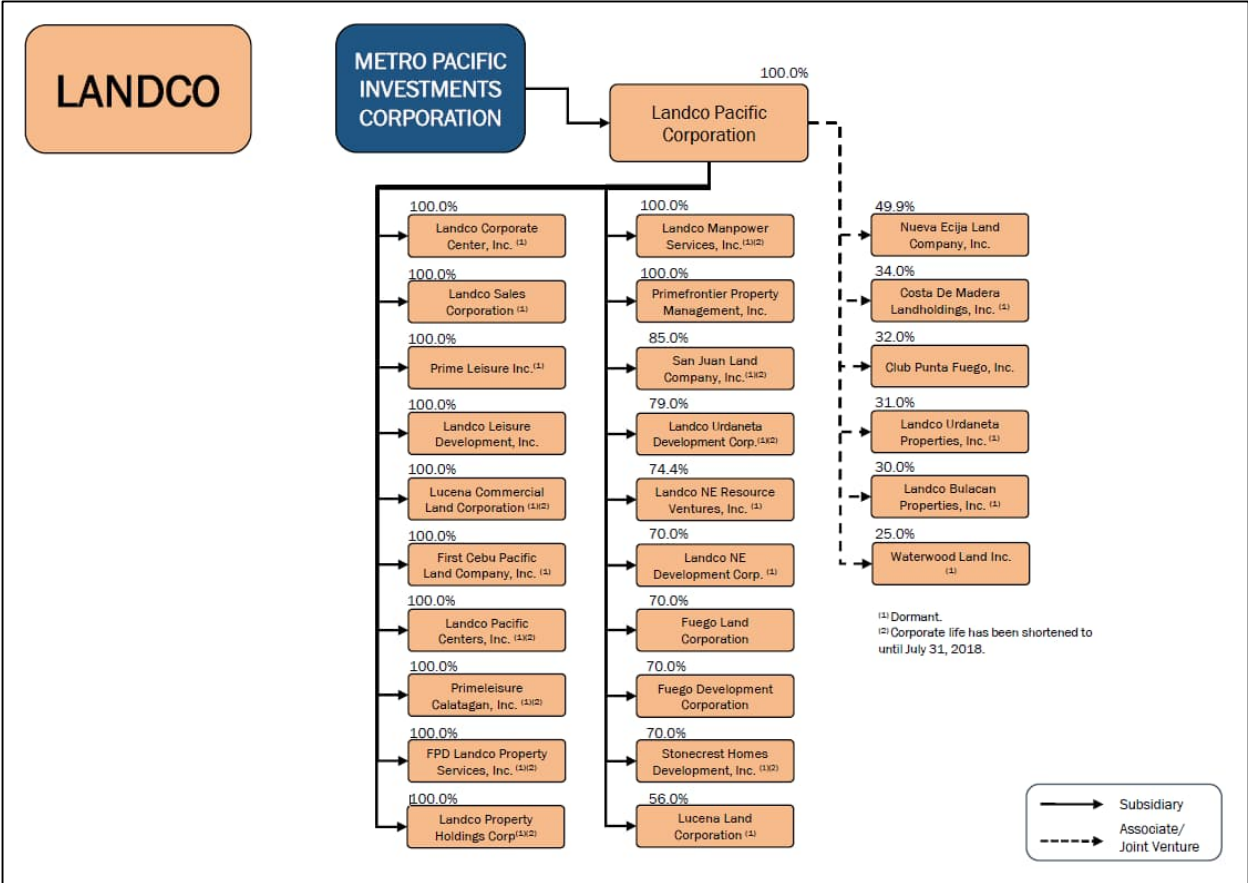 LANDCO
METRO PACIFIC
INVESTMENTS
CORPORATION
100.0%
Landco Pacific
Corporation
100.0%
Landco Corporate
Center, Inc. (1)
100.0%
Landco Sales
Corporation (1)
100.0%
Prime Leisure Inc.(1)
100.0%
Landco Leisure
Development, Inc.
100.0%
Lucena Commercial
Land Corporation (1)(2)
100.0%
First Cebu Pacific
Land Company, Inc. (1)
100.0%
Landco Pacific
Centers, Inc. (1)(2)
100.0%
Primeleisure
Calatagan, Inc. (1)(2)
100.0%
FPD Landco Property
Services, Inc. (1)(2)
100.0%
Landco Property
Holdings Corp(1)(2)
100.0%
Landco Manpower
Services, Inc.(1)(2)
100.0%
Primefrontier Property
Management, Inc.
85.0%
San Juan Land
Company, Inc.(1)(2)
79.0%
Landco Urdaneta
Development Corp.(1)(2)
74.4%
Landco NE Resource
Ventures, Inc. (1)
70.0%
Landco NE
Development Corp. (1)
70.0%
Fuego Land
Corporation
70.0%
Fuego Development
Corporation
70.0%
Stonecrest Homes
Development, Inc. (1)(2)
56.0%
Lucena Land
Corporation (1)
49.9%
Nueva Ecija Land
Company, Inc.
34.0%
Costa De Madera
Landholdings, Inc. (1)
32.0%
Club Punta Fuego, Inc.
31.0%
Landco Urdaneta
Properties, Inc. (1)
30.0%
Landco Bulacan
Properties, Inc. (1)
25.0%
Waterwood Land Inc.
(1)
(1) Dormant.
(2) Corporate life has been shortened to
until July 31, 2018.
Subsidiary
Associate/
Joint Venture